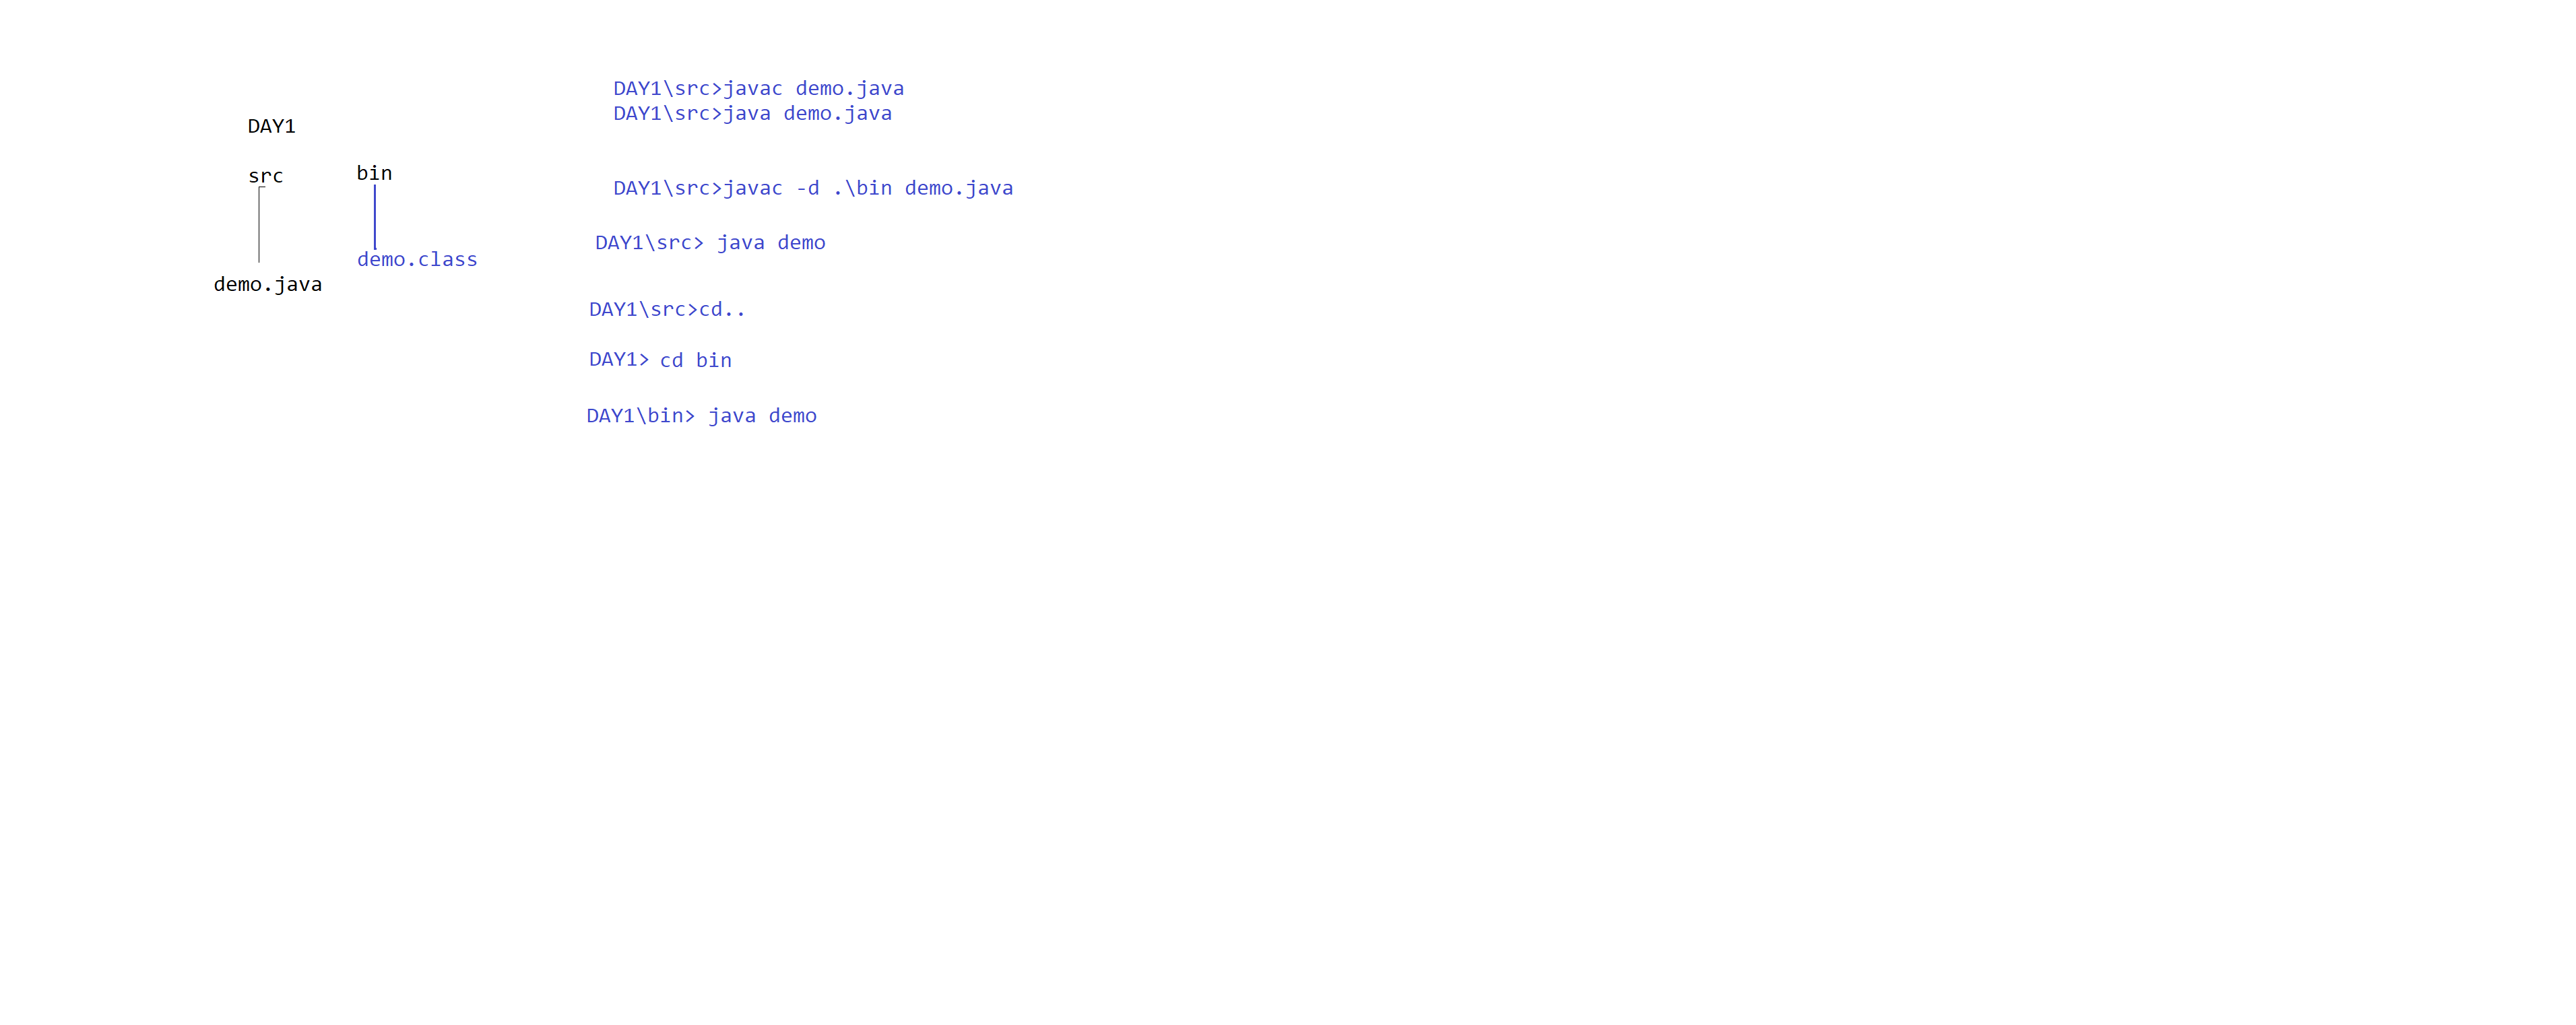 DAY1
src
bin
demo.class
demo.java
DAY1\src>javac demo.java
DAY1\src>java demo.java
DAY1\src>javac -d .\bin demo.java
DAY1\src> java demo
DAY1\src>cd..
DAY1> cd bin
DAY1\bin> java demo